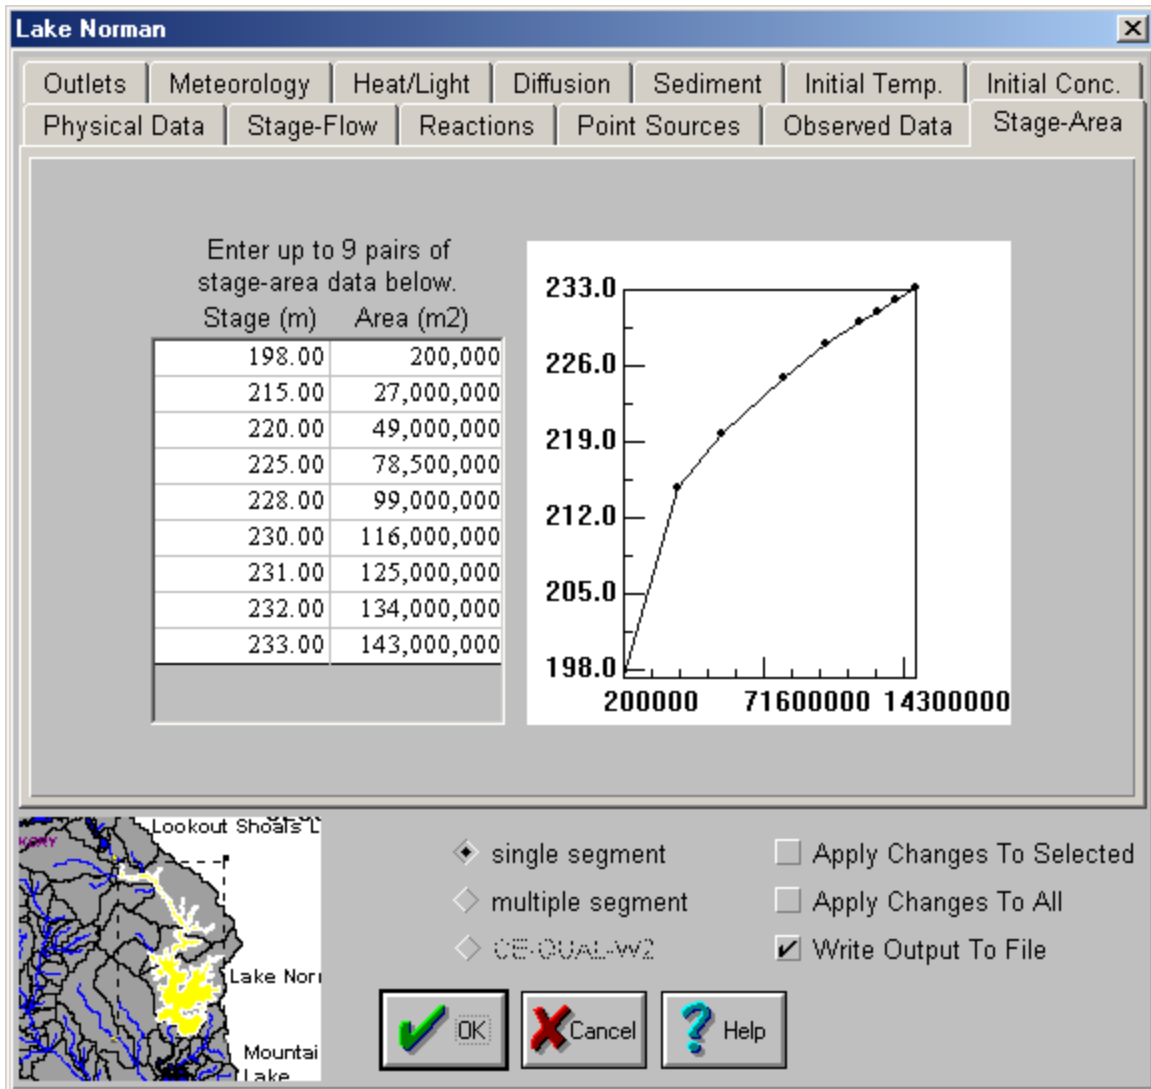 Lake Norman
Outlets Meteorology Heat/Light Diffusion Sediment Initial Temp. Initial Conc.
Physical Data Stage-Flow Reactions Point Sources Observed Data Stage-Area
Enter up to 9 pairs of
stage-area data below.
Stage (m) Area (m2)
198.00 200,000
215.00 27,000,000
220.00 49,000,000
225.00 78,500,000
228.00 99,000,000
230.00 116,000,000
231.00 125,000,000
232.00 134,000,000
233.00 143,000,000
233.0
226.0
219.0
212.0
205.0
198.0
200000 71600000 14300000
Lookout Shoals L
KORY
Lake Nor
Mountai
Lake
single segment
multiple segment
CE-QUAL-W2
Apply Changes To Selected
Apply Changes To All
Write Output To File
OK Cancel Help